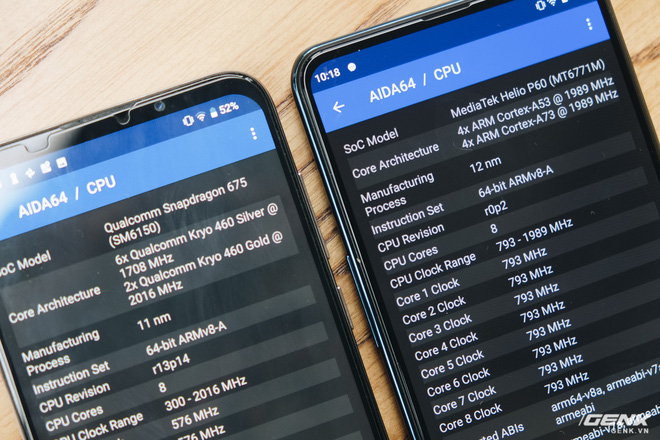 52%
AIDA64 / CPU
SoC Model
Qualcomm Snapdragon 675
(SM6150)
Core Architecture
6x Qualcomm Kryo 460 Silver @
1708 MHz
2x Qualcomm Kryo 460 Gold @
2016 MHz
Manufacturing
Process
11 nm
Instruction Set
64-bit ARMv8-A
CPU Revision
r13p14
CPU Cores
8
CPU Clock Range
300 - 2016 MHz
576 MHz
576 MHz
10:18
AIDA64 / CPU
SoC Model
MediaTek Helio P60 (MT6771M)
Core Architecture
4x ARM Cortex-A53 @ 1989 MHz
4x ARM Cortex-A73 @ 1989 MHz
Manufacturing
Process
12 nm
Instruction Set
64-bit ARMv8-A
CPU Revision
r0p2
CPU Cores
8
CPU Clock Range
793 - 1989 MHz
Core 1 Clock
793 MHz
Core 2 Clock
793 MHz
Core 3 Clock
793 MHz
Core 4 Clock
793 MHz
Core 5 Clock
793 MHz
Core 6 Clock
793 MHz
Core 7 Clock
793 MHz
Core 8 Clock
793 MHz
ABIs
arm64-v8a, armeabi-v7a
armeabi
GENK
GENK.VN